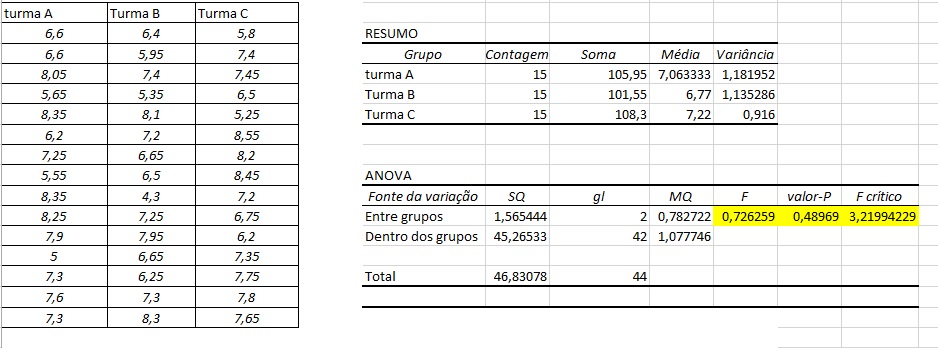 turma A Turma B Turma C
6,6 6,4 5,8
6,6 5,95 7,4
8,05 7,4 7,45
5,65 5,35 6,5
8,35 8,1 5,25
6,2 7,2 8,55
7,25 6,65 8,2
5,55 6,5 8,45
8,35 4,3 7,2
8,25 7,25 6,75
7,9 7,95 6,2
5 6,65 7,35
7,3 6,25 7,75
7,6 7,3 7,8
7,3 8,3 7,65
RESUMO
Grupo Contagem Soma Média Variância
turma A 15 105,95 7,063333 1,181952
Turma B 15 101,55 6,77 1,135286
Turma C 15 108,3 7,22 0,916
ANOVA
Fonte da variação SQ gl MQ F valor-P F crítico
Entre grupos 1,565444 2 0,782722 0,726259 0,48969 3,21994229
Dentro dos grupos 45,26533 42 1,077746
Total 46,83078 44